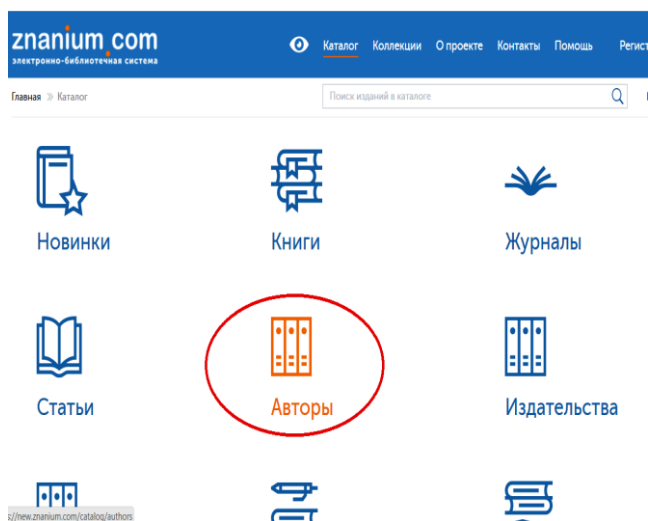 znanium.com
электронно-библиотечная система
Каталог Коллекции О проекте Контакты Помощь Регист
Главная » Каталог
Поиск изданий в каталоге
Новинки Книги Журналы
Статьи Авторы Издательства
s://new.znanium.com/catalog/authors